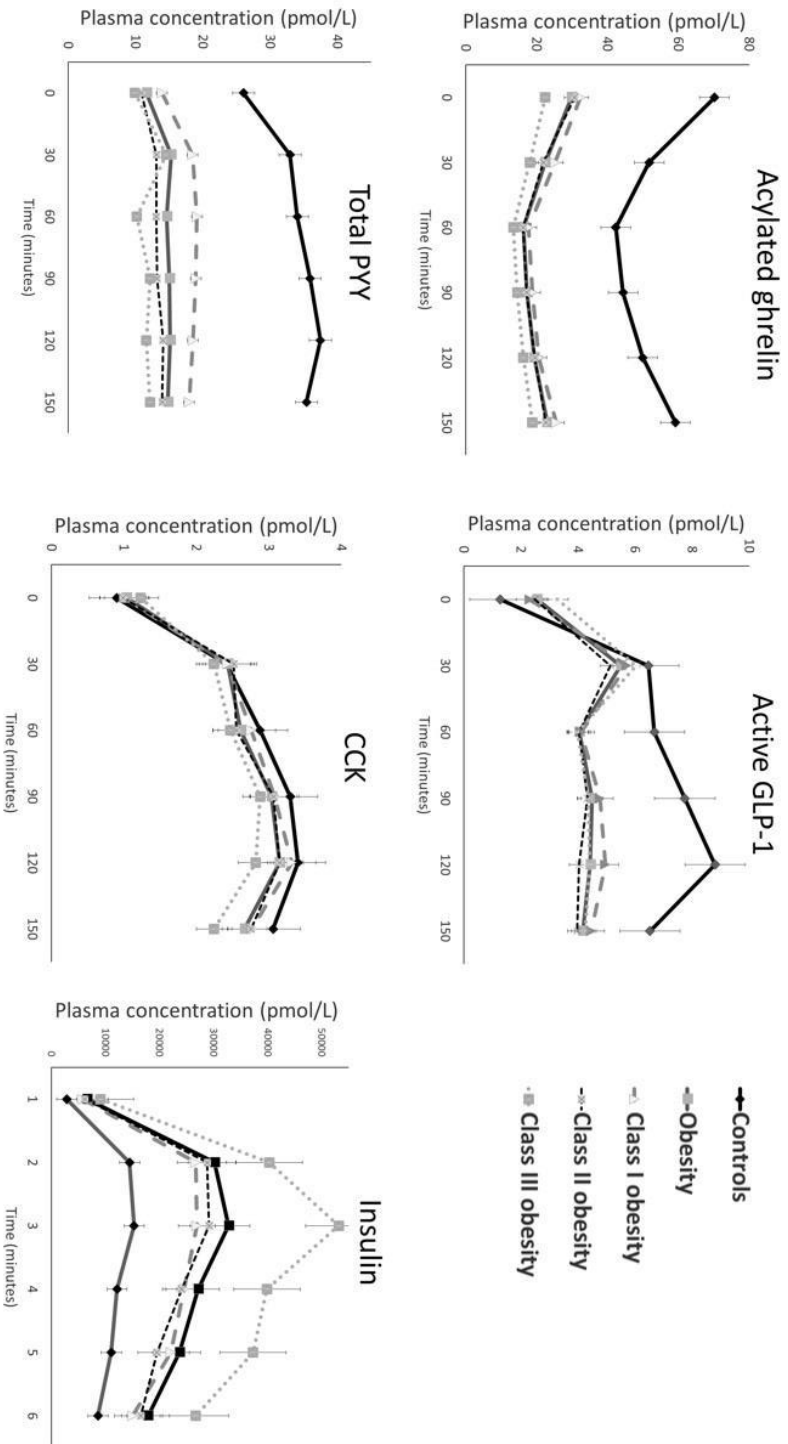 Acylated ghrelin
Plasma concentration (pmol/L)
80
60
40
20
0
0 30 60 90 120 150
Time (minutes)
Active GLP-1
Plasma concentration (pmol/L)
10
8
6
4
2
0
0 30 60 90 120 150
Time (minutes)
Controls
Obesity
Class I obesity
Class II obesity
Class III obesity
Total PYY
Plasma concentration (pmol/L)
40
30
20
10
0
0 30 60 90 120 150
Time (minutes)
CCK
Plasma concentration (pmol/L)
4
3
2
1
0
0 30 60 90 120 150
Time (minutes)
Insulin
Plasma concentration (pmol/L)
50000
40000
30000
20000
10000
0
1 2 3 4 5 6
Time (minutes)